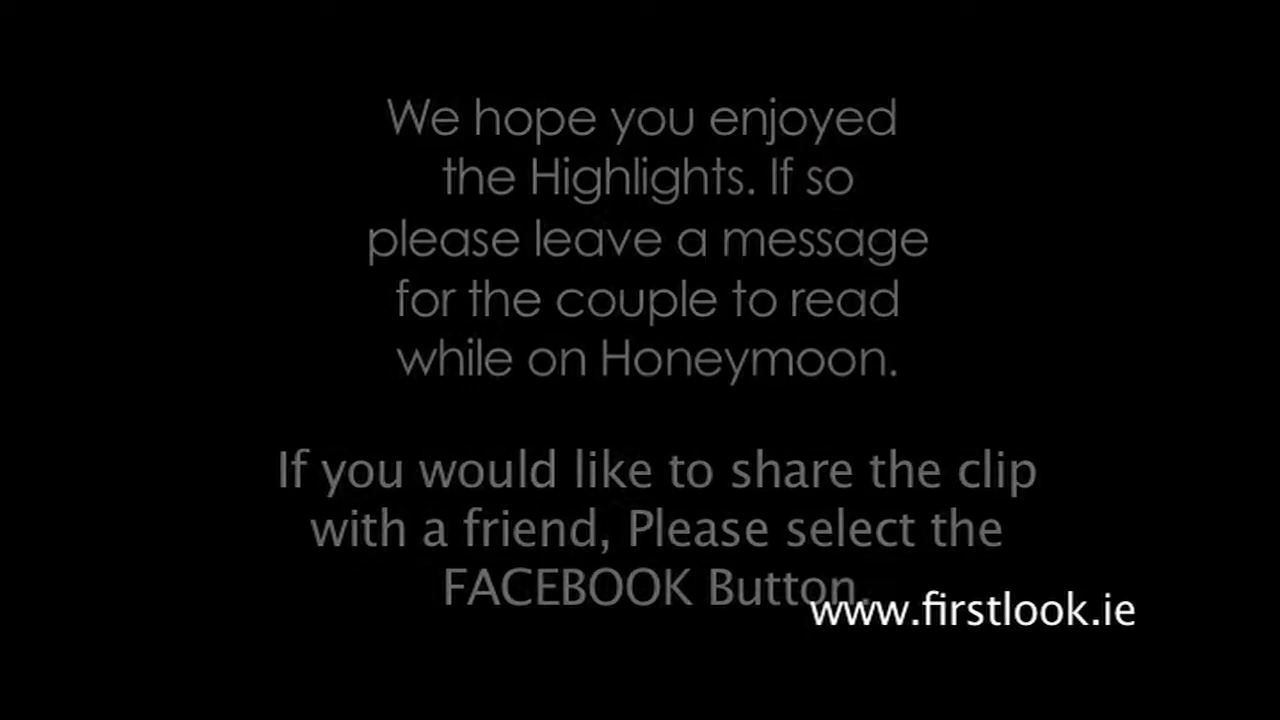 We hope you enjoyed
the Highlights. If so
please leave a message
for the couple to read
while on Honeymoon.
If you would like to share the clip
with a friend, Please select the
FACEBOOK Button.
www.firstlook.ie